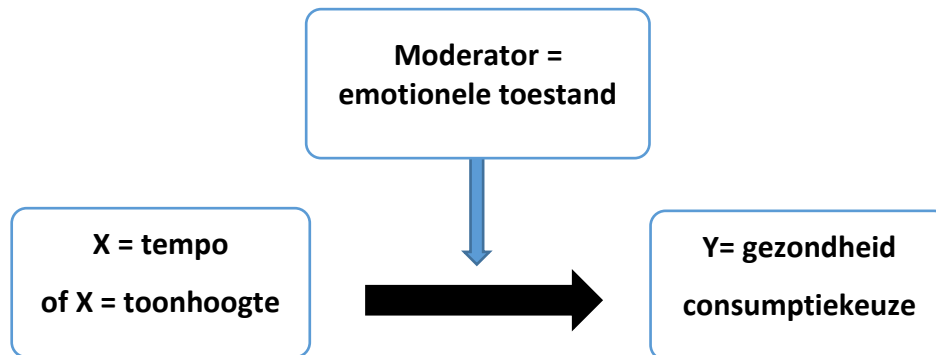 Moderator =
emotionele toestand
X = tempo
of X = toonhoogte
Y= gezondheid
consumptiekeuze